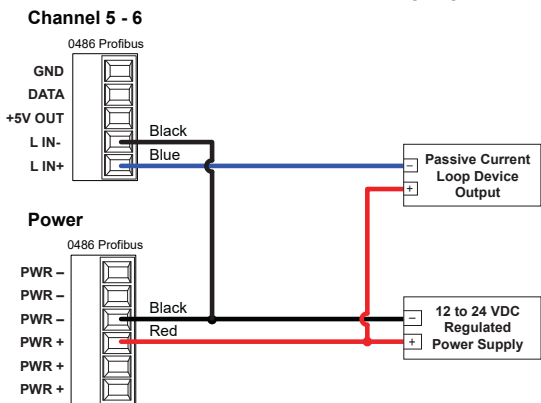 Channel 5 - 6
0486 Profibus
GND
DATA
+5V OUT
L IN-
L IN+
Black
Blue
–
+
Passive Current
Loop Device
Output
Power
0486 Profibus
PWR –
PWR –
PWR –
PWR +
PWR +
PWR +
Black
Red
–
+
12 to 24 VDC
Regulated
Power Supply